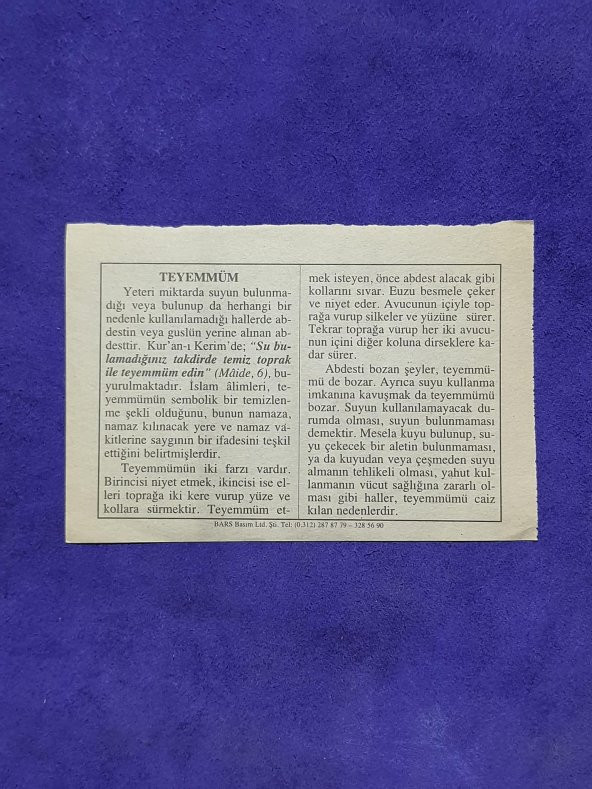 TEYEMMÜM
Yeteri miktarda suyun bulunma-
dığı veya bulunup da herhangi bir
nedenle kullanılamadığı hallerde ab-
destin veya guslün yerine alınan ab-
desttir. Kur'an-ı Kerim'de; "Su bu-
lamadığınız takdirde temiz toprak
ile teyemmüm edin" (Mâide, 6), bu-
yurulmaktadır. İslam âlimleri, te-
yemmümün sembolik bir temizlen-
me şekli olduğunu, bunun namaza,
namaz kılınacak yere ve namaz vâ-
kitlerine saygının bir ifadesini teşkil
ettiğini belirtmişlerdir.
Teyemmümün iki farzı vardır.
Birincisi niyet etmek, ikincisi ise el-
leri toprağa iki kere vurup yüze ve
kollara sürmektir. Teyemmüm et-
mek isteyen, önce abdest alacak gibi
kollarını sıvar. Euzu besmele çeker
ve niyet eder. Avucunun içiyle top-
rağa vurup silkeler ve yüzüne sürer.
Tekrar toprağa vurup her iki avucu-
nun içini diğer koluna dirseklere ka-
dar sürer.
Abdesti bozan şeyler, teyemmü-
mü de bozar. Ayrıca suyu kullanma
imkanına kavuşmak da teyemmümü
bozar. Suyun kullanılamayacak du-
rumda olması, suyun bulunmaması
demektir. Mesela kuyu bulunup, su-
yu çekecek bir aletin bulunmaması,
ya da kuyudan veya çeşmeden suyu
almanın tehlikeli olması, yahut kul-
lanmanın vücut sağlığına zararlı ol-
ması gibi haller, teyemmümü caiz
kılan nedenlerdir.
BARS Basım Ltd. Şti. Tel: (0.312) 287 87 79 – 328 56 90